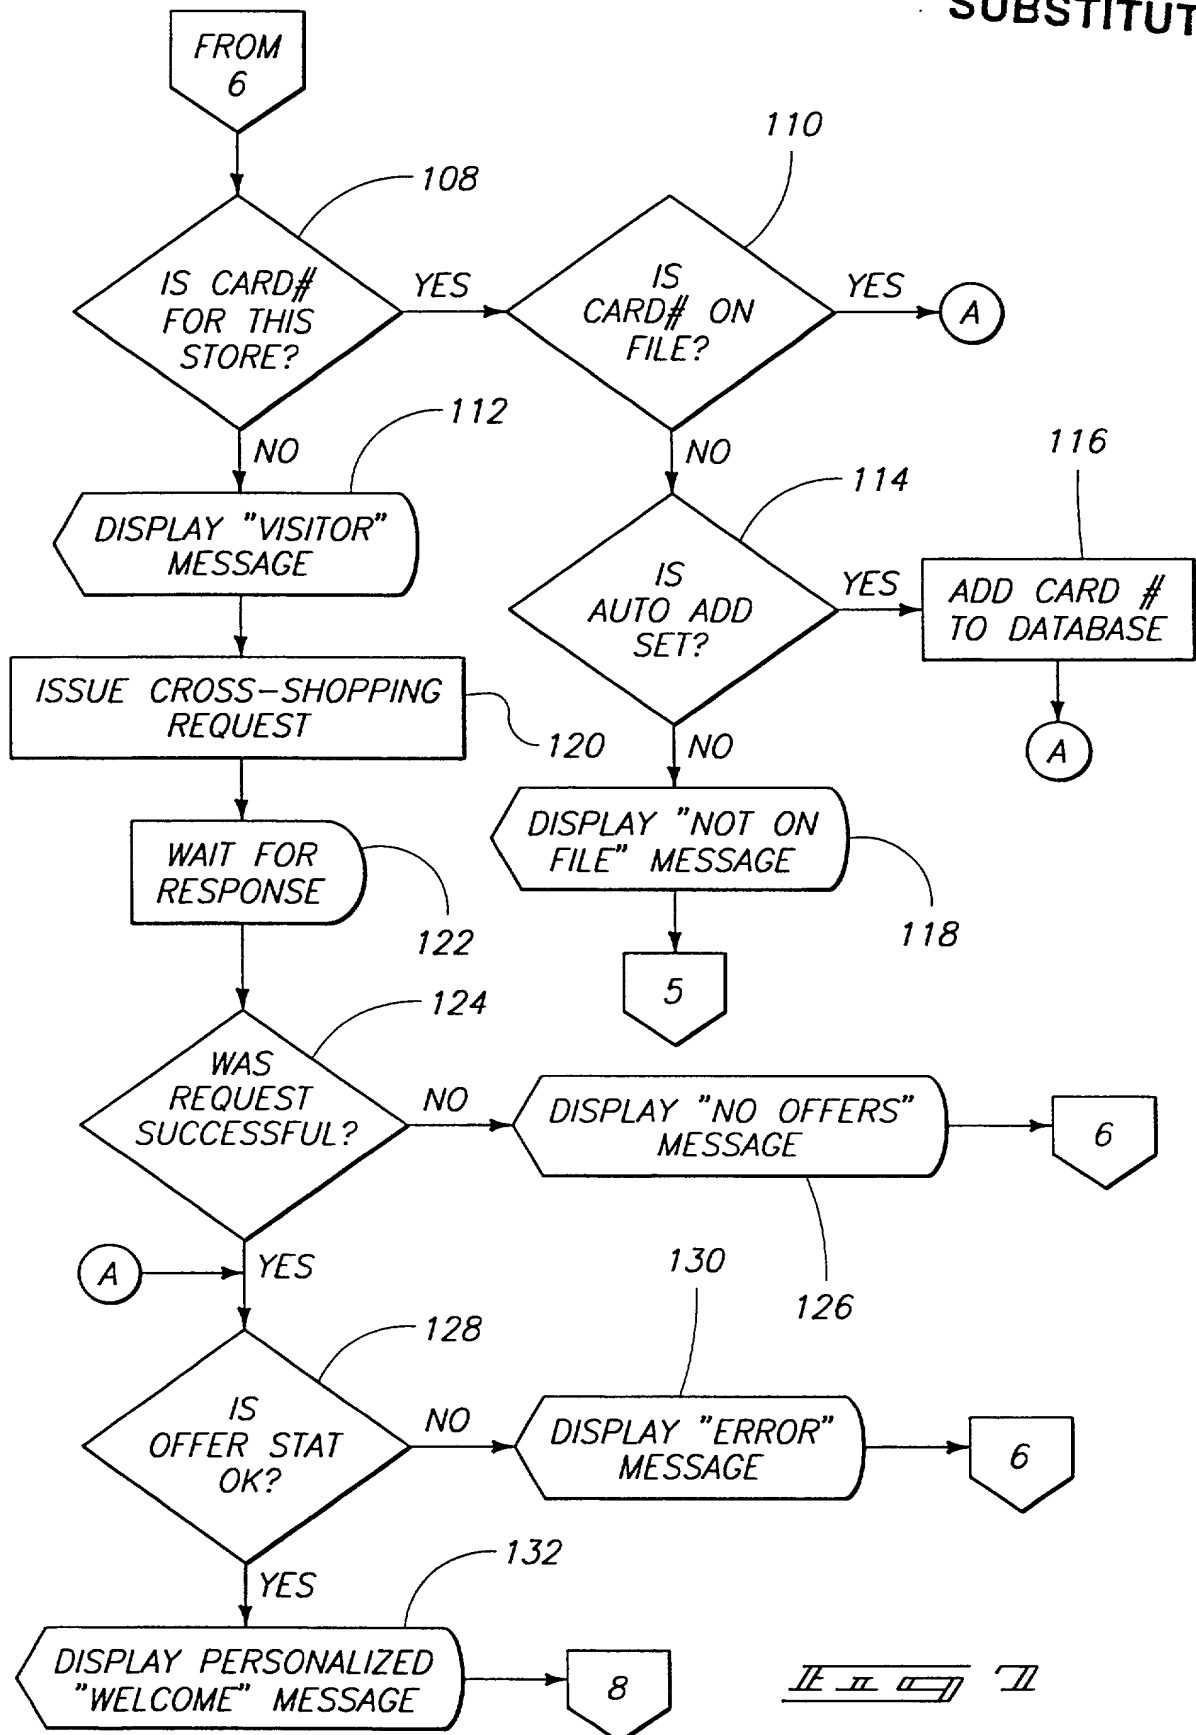 SUBSTITUT
FROM
6
108
110
IS CARD#
FOR THIS
STORE?
YES
IS
CARD# ON
FILE?
YES
A
NO
112
NO
114
116
DISPLAY "VISITOR"
MESSAGE
IS
AUTO ADD
SET?
YES
ADD CARD #
TO DATABASE
ISSUE CROSS-SHOPPING
REQUEST
120
NO
A
WAIT FOR
RESPONSE
122
DISPLAY "NOT ON
FILE" MESSAGE
118
5
124
WAS
REQUEST
SUCCESSFUL?
NO
DISPLAY "NO OFFERS"
MESSAGE
6
126
A
YES
128
130
IS
OFFER STAT
OK?
NO
DISPLAY "ERROR"
MESSAGE
6
YES
132
DISPLAY PERSONALIZED
"WELCOME" MESSAGE
8
Fig 7